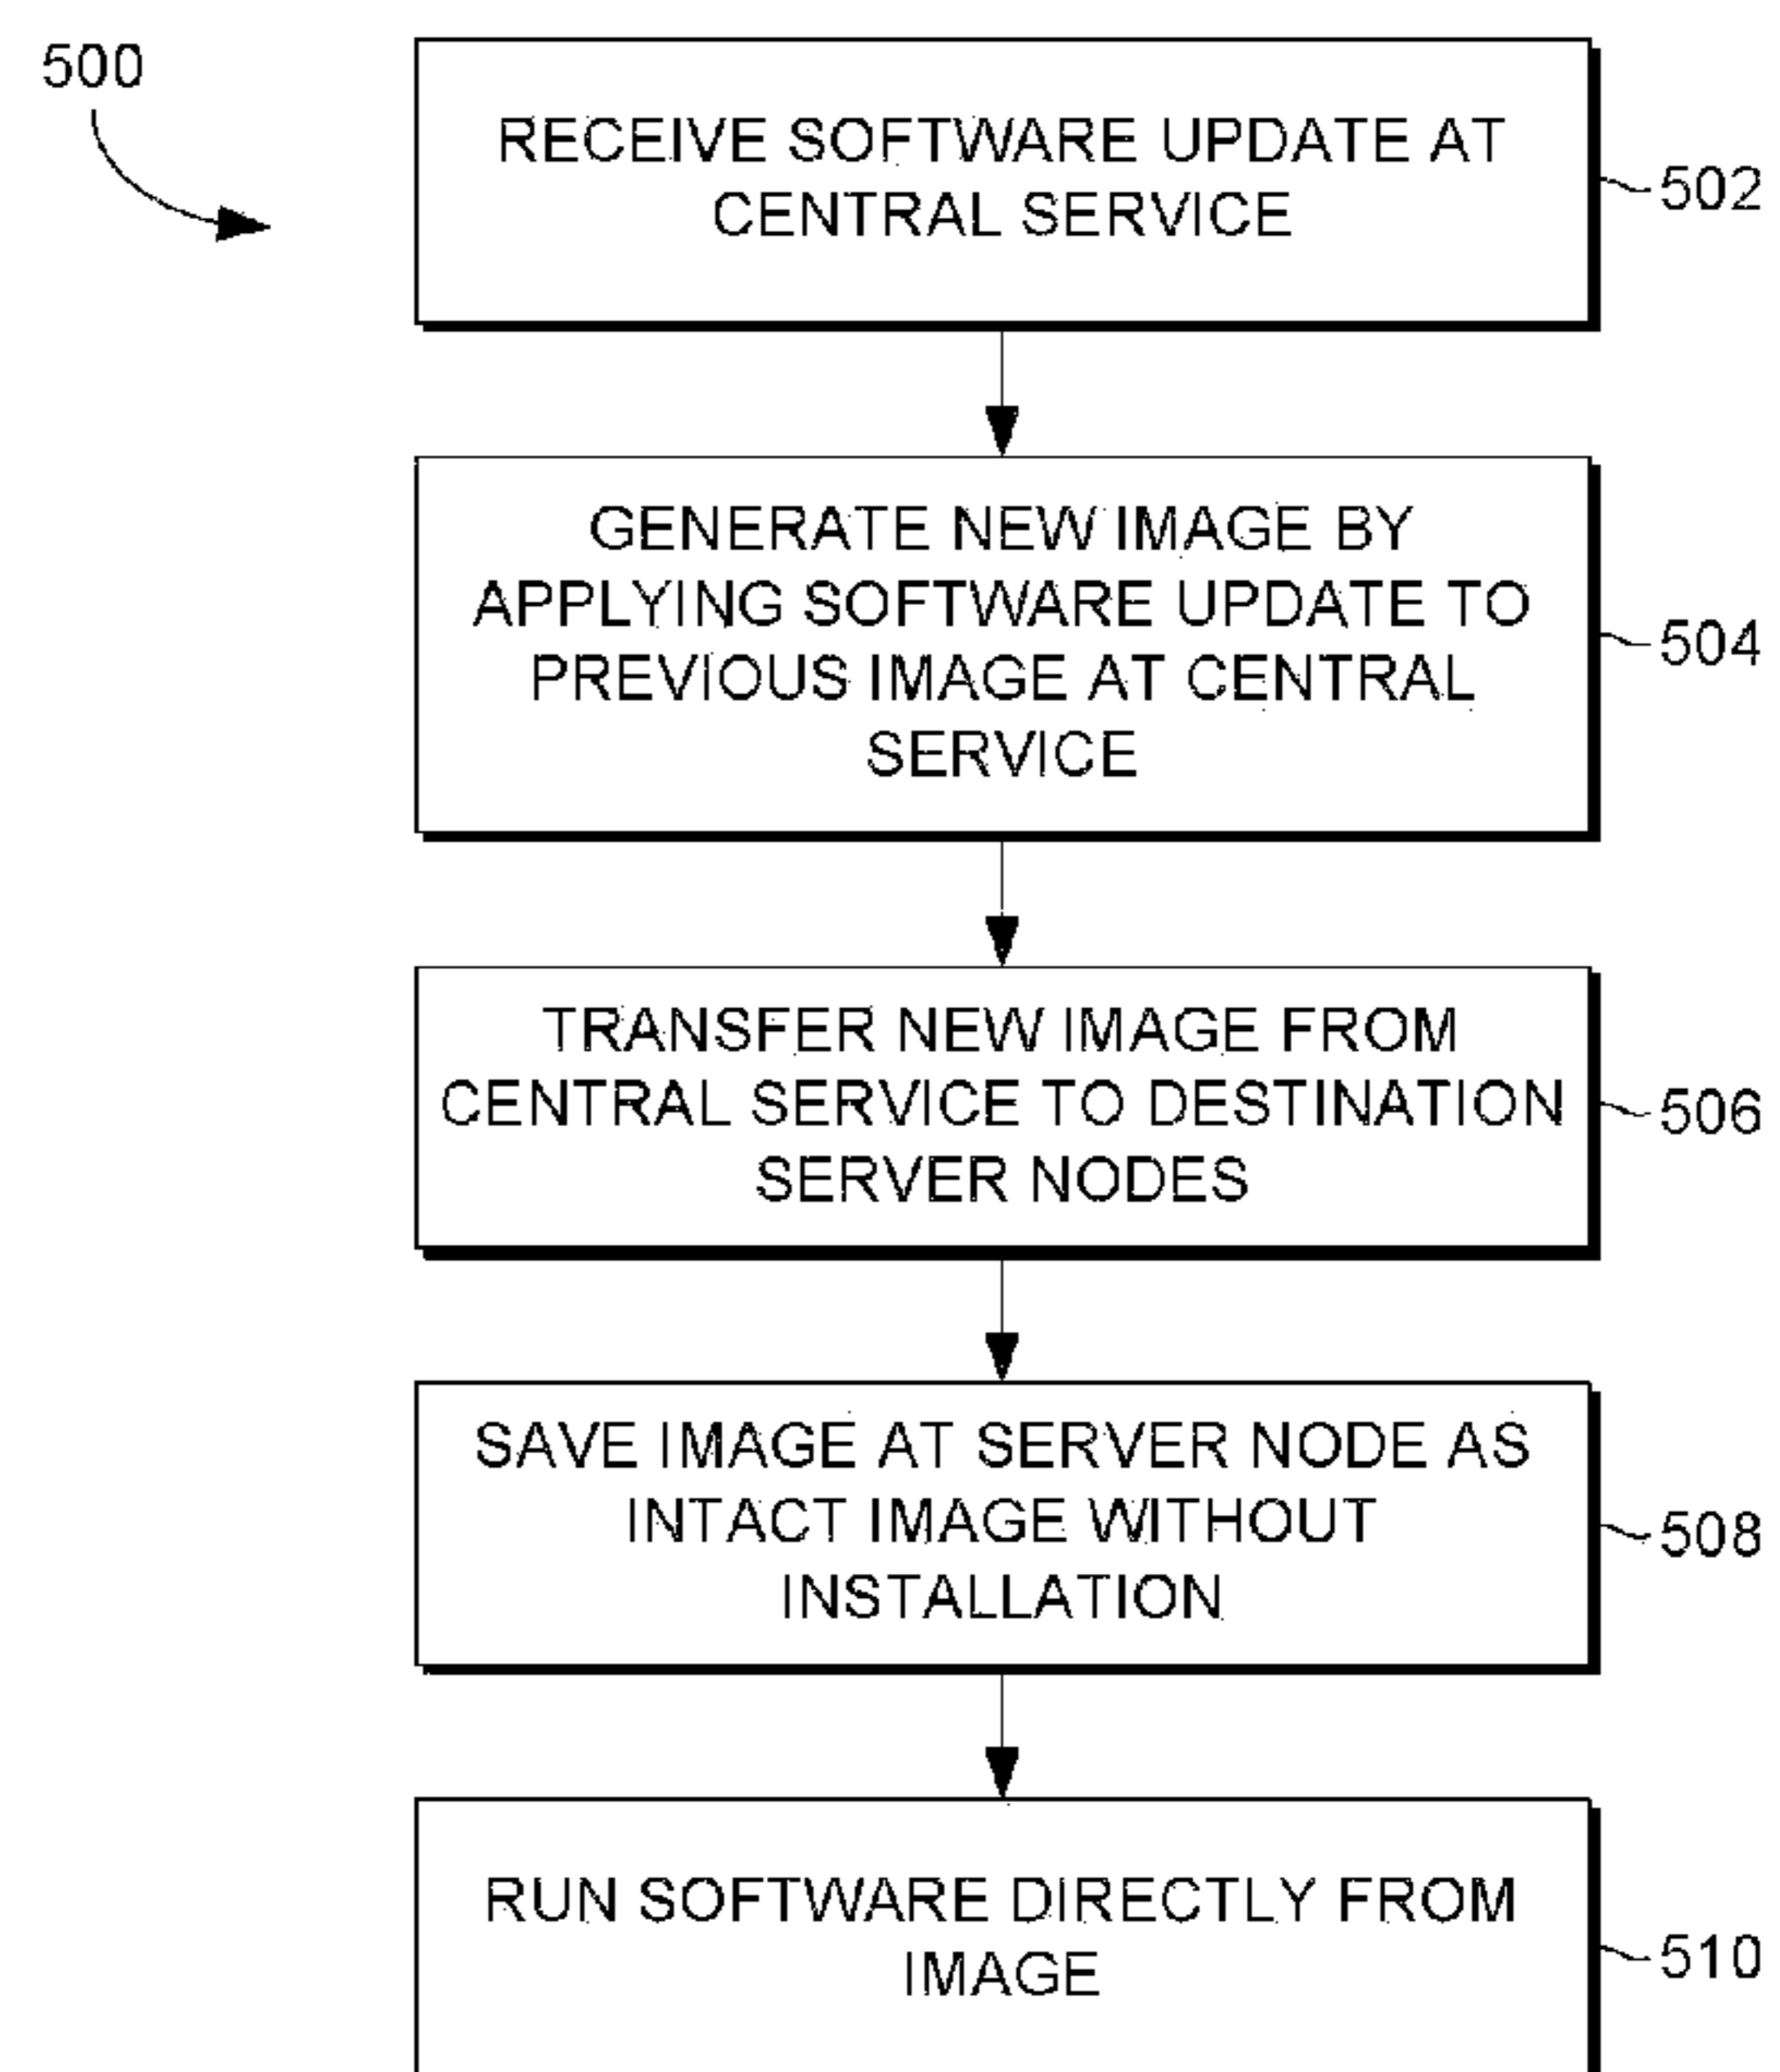 500
RECEIVE SOFTWARE UPDATE AT
CENTRAL SERVICE
502
GENERATE NEW IMAGE BY
APPLYING SOFTWARE UPDATE TO
PREVIOUS IMAGE AT CENTRAL
SERVICE
504
TRANSFER NEW IMAGE FROM
CENTRAL SERVICE TO DESTINATION
SERVER NODES
506
SAVE IMAGE AT SERVER NODE AS
INTACT IMAGE WITHOUT
INSTALLATION
508
RUN SOFTWARE DIRECTLY FROM
IMAGE
510